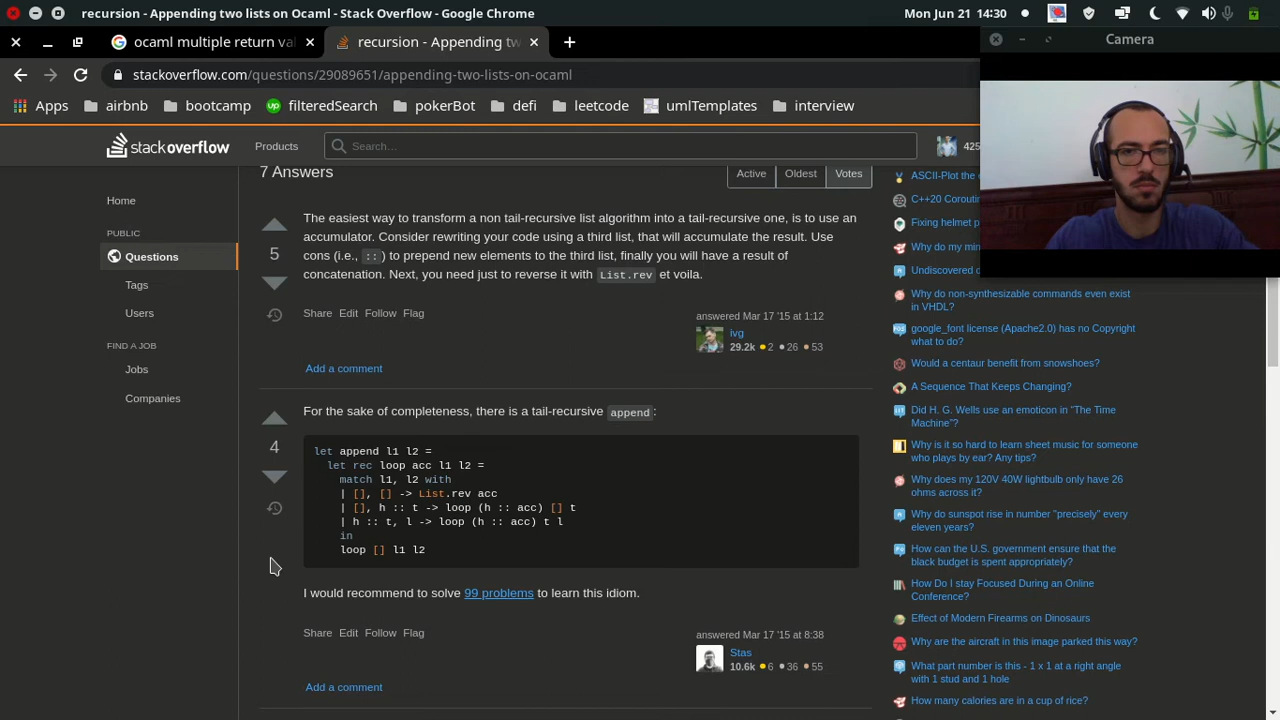 recursion - Appending two lists on Ocaml - Stack Overflow - Google Chrome
Mon Jun 21 14:30
ocaml multiple return val
recursion - Appending tw
stackoverflow.com/questions/29089651/appending-two-lists-on-ocaml
Apps airbnb bootcamp filteredSearch pokerBot defi leetcode umlTemplates interview
Camera
stackoverflow
Products
Search…
425
7 Answers
Active Oldest Votes
Home
PUBLIC
Questions
Tags
Users
FIND A JOB
Jobs
Companies
5
The easiest way to transform a non tail-recursive list algorithm into a tail-recursive one, is to use an
accumulator. Consider rewriting your code using a third list, that will accumulate the result. Use
cons (i.e., :: ) to prepend new elements to the third list, finally you will have a result of
concatenation. Next, you need just to reverse it with List.rev et voila.
Share Edit Follow Flag
answered Mar 17 '15 at 1:12
ivg
29.2k 2 26 53
Add a comment
4
For the sake of completeness, there is a tail-recursive append :
let append l1 l2 =
let rec loop acc l1 l2 =
match l1, l2 with
| [], [] -> List.rev acc
| [], h :: t -> loop (h :: acc) [] t
| h :: t, l -> loop (h :: acc) t l
in
loop [] l1 l2
I would recommend to solve 99 problems to learn this idiom.
Share Edit Follow Flag
answered Mar 17 '15 at 8:38
Stas
10.6k 6 36 55
Add a comment
ASCII-Plot the
C++20 Corouti
Fixing helmet p
Why do my min
Undiscovered d
Why do non-synthesizable commands even exist
in VHDL?
google_font license (Apache2.0) has no Copyright
what to do?
Would a centaur benefit from snowshoes?
A Sequence That Keeps Changing?
Did H. G. Wells use an emoticon in "The Time
Machine"?
Why is it so hard to learn sheet music for someone
who plays by ear? Any tips?
Why does my 120V 40W lightbulb only have 26
ohms across it?
Why do sunspot rise in number "precisely" every
eleven years?
How can the U.S. government ensure that the
black budget is spent appropriately?
How Do I stay Focused During an Online
Conference?
Effect of Modern Firearms on Dinosaurs
Why are the aircraft in this image parked this way?
What part number is this - 1 x 1 at a right angle
with 1 stud and 1 hole
How many calories are in a cup of rice?